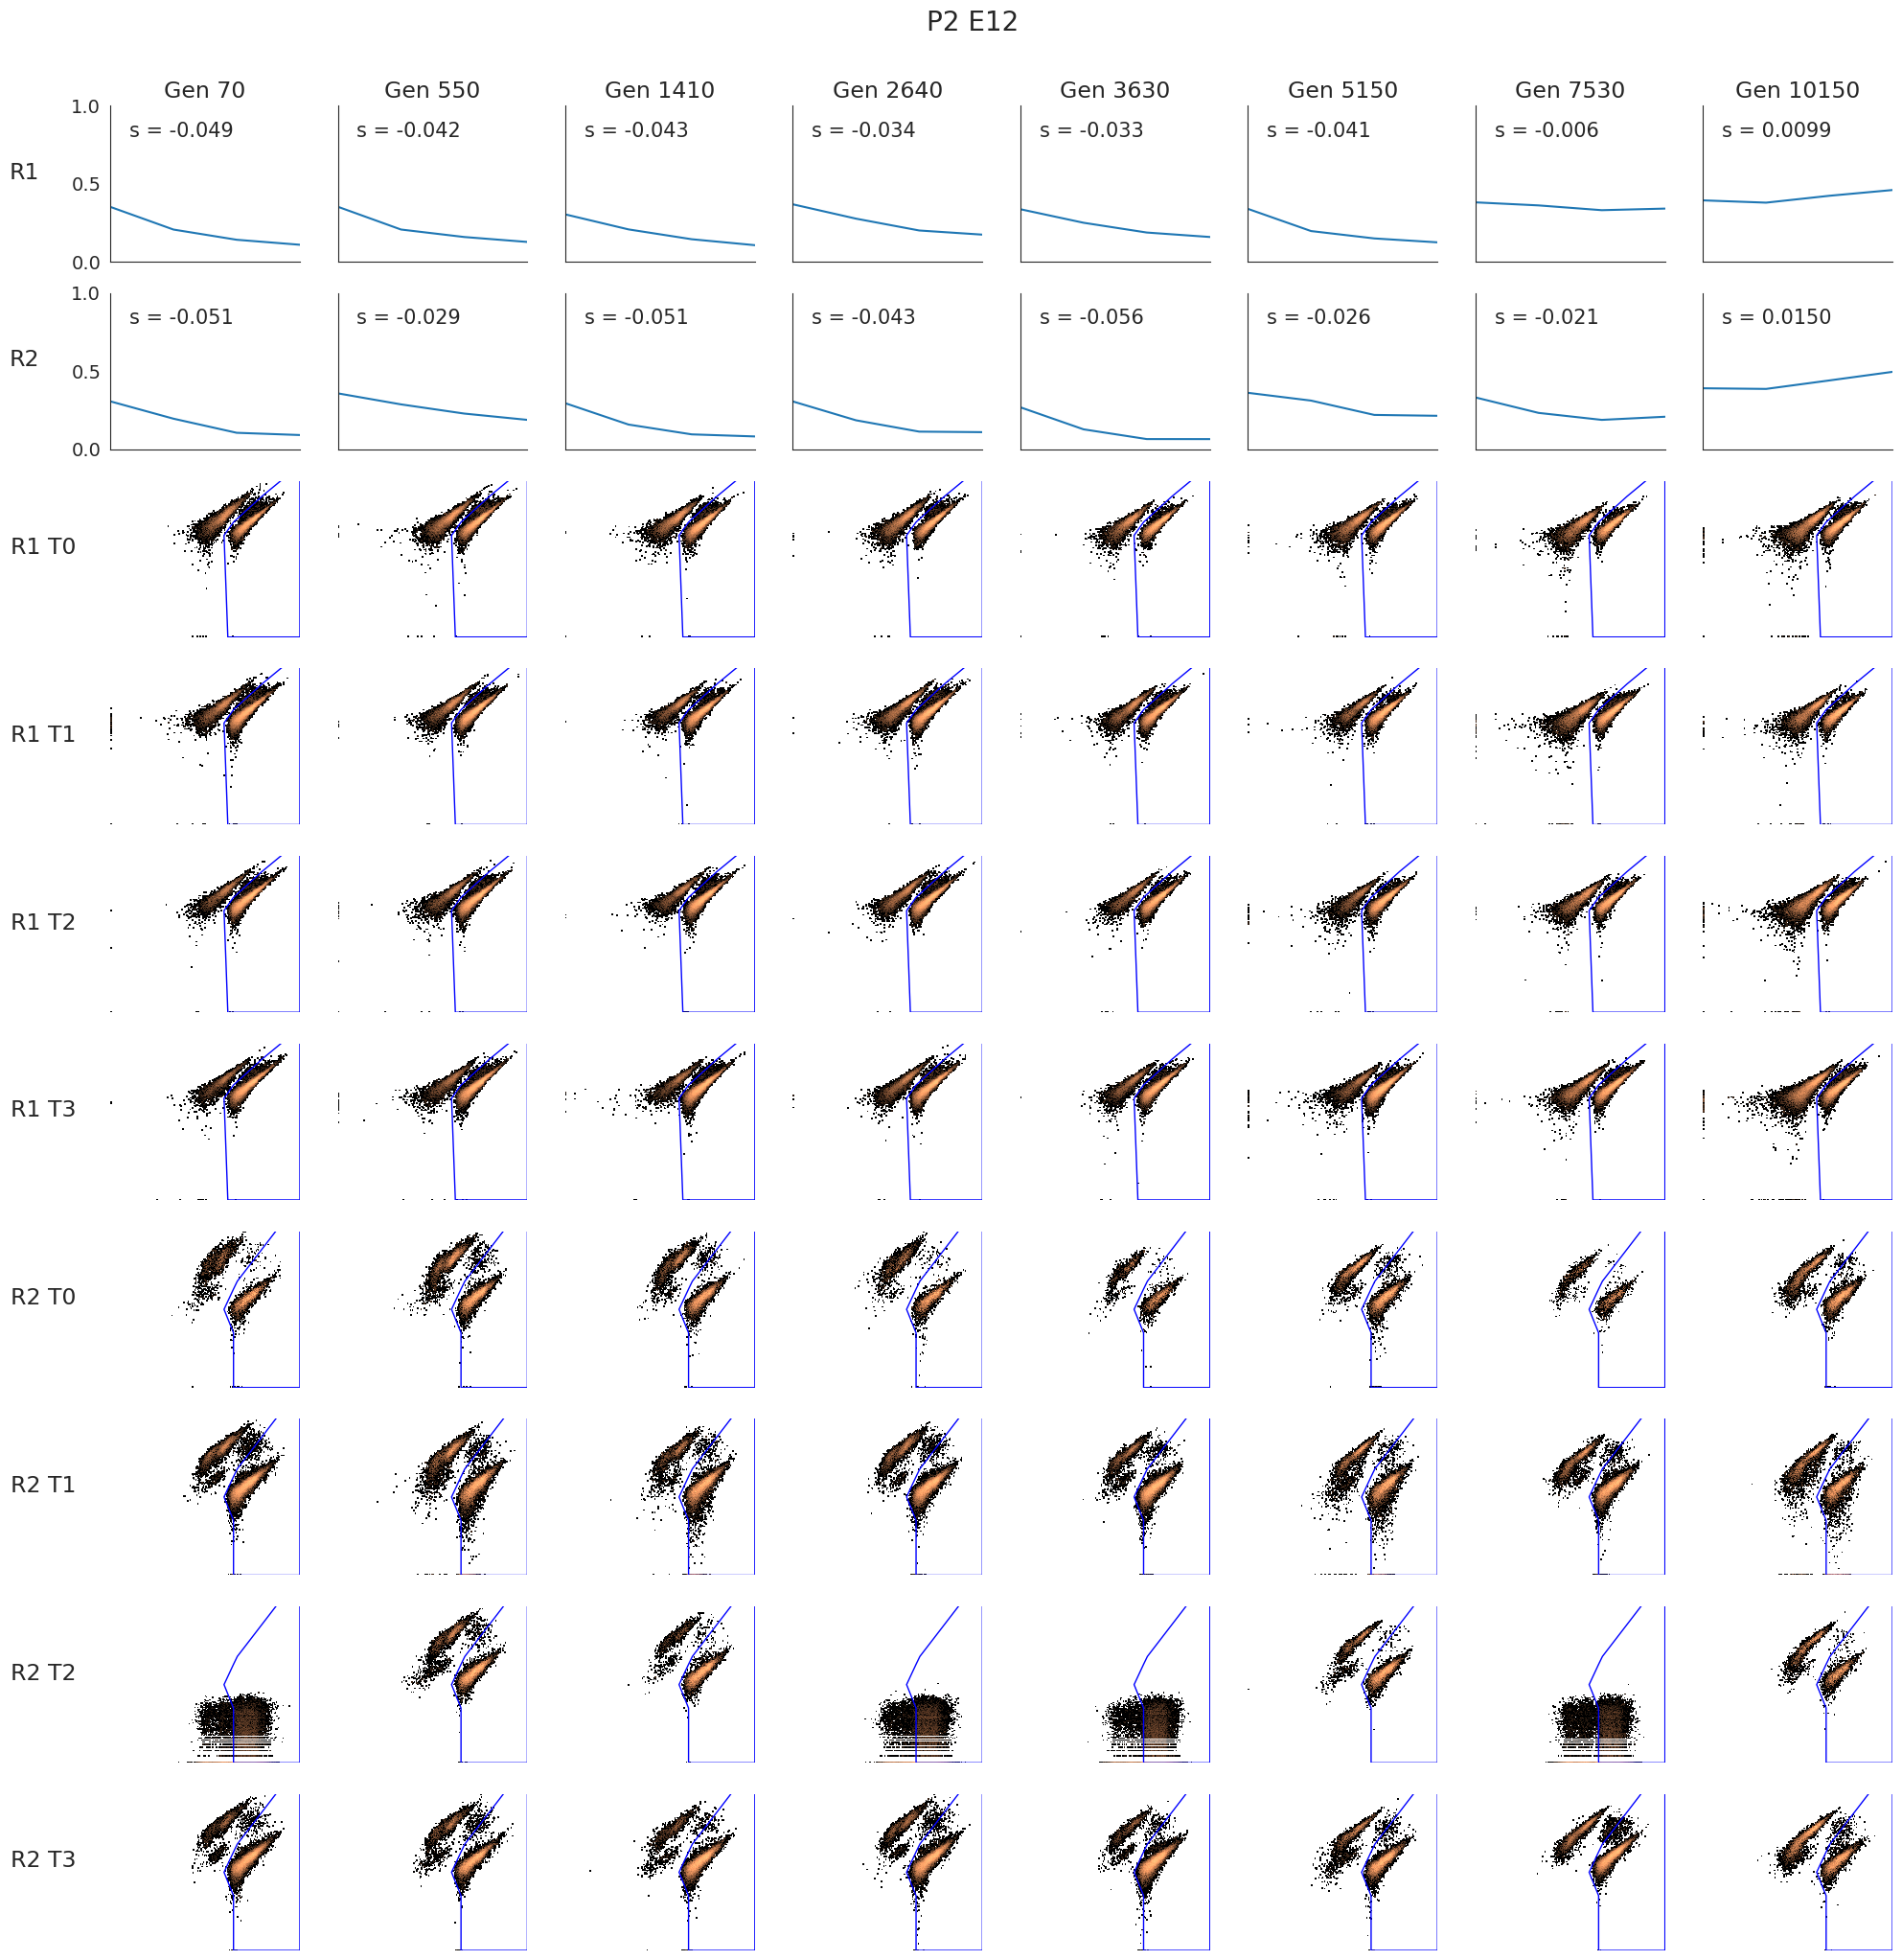 P2 E12
Gen 70 Gen 550 Gen 1410 Gen 2640 Gen 3630 Gen 5150 Gen 7530 Gen 10150
1.0
s = -0.049 s = -0.042 s = -0.043 s = -0.034 s = -0.033 s = -0.041 s = -0.006 s = 0.0099
R1
0.5
0.0
1.0
s = -0.051 s = -0.029 s = -0.051 s = -0.043 s = -0.056 s = -0.026 s = -0.021 s = 0.0150
R2
0.5
0.0
R1 T0
R1 T1
R1 T2
R1 T3
R2 T0
R2 T1
R2 T2
R2 T3